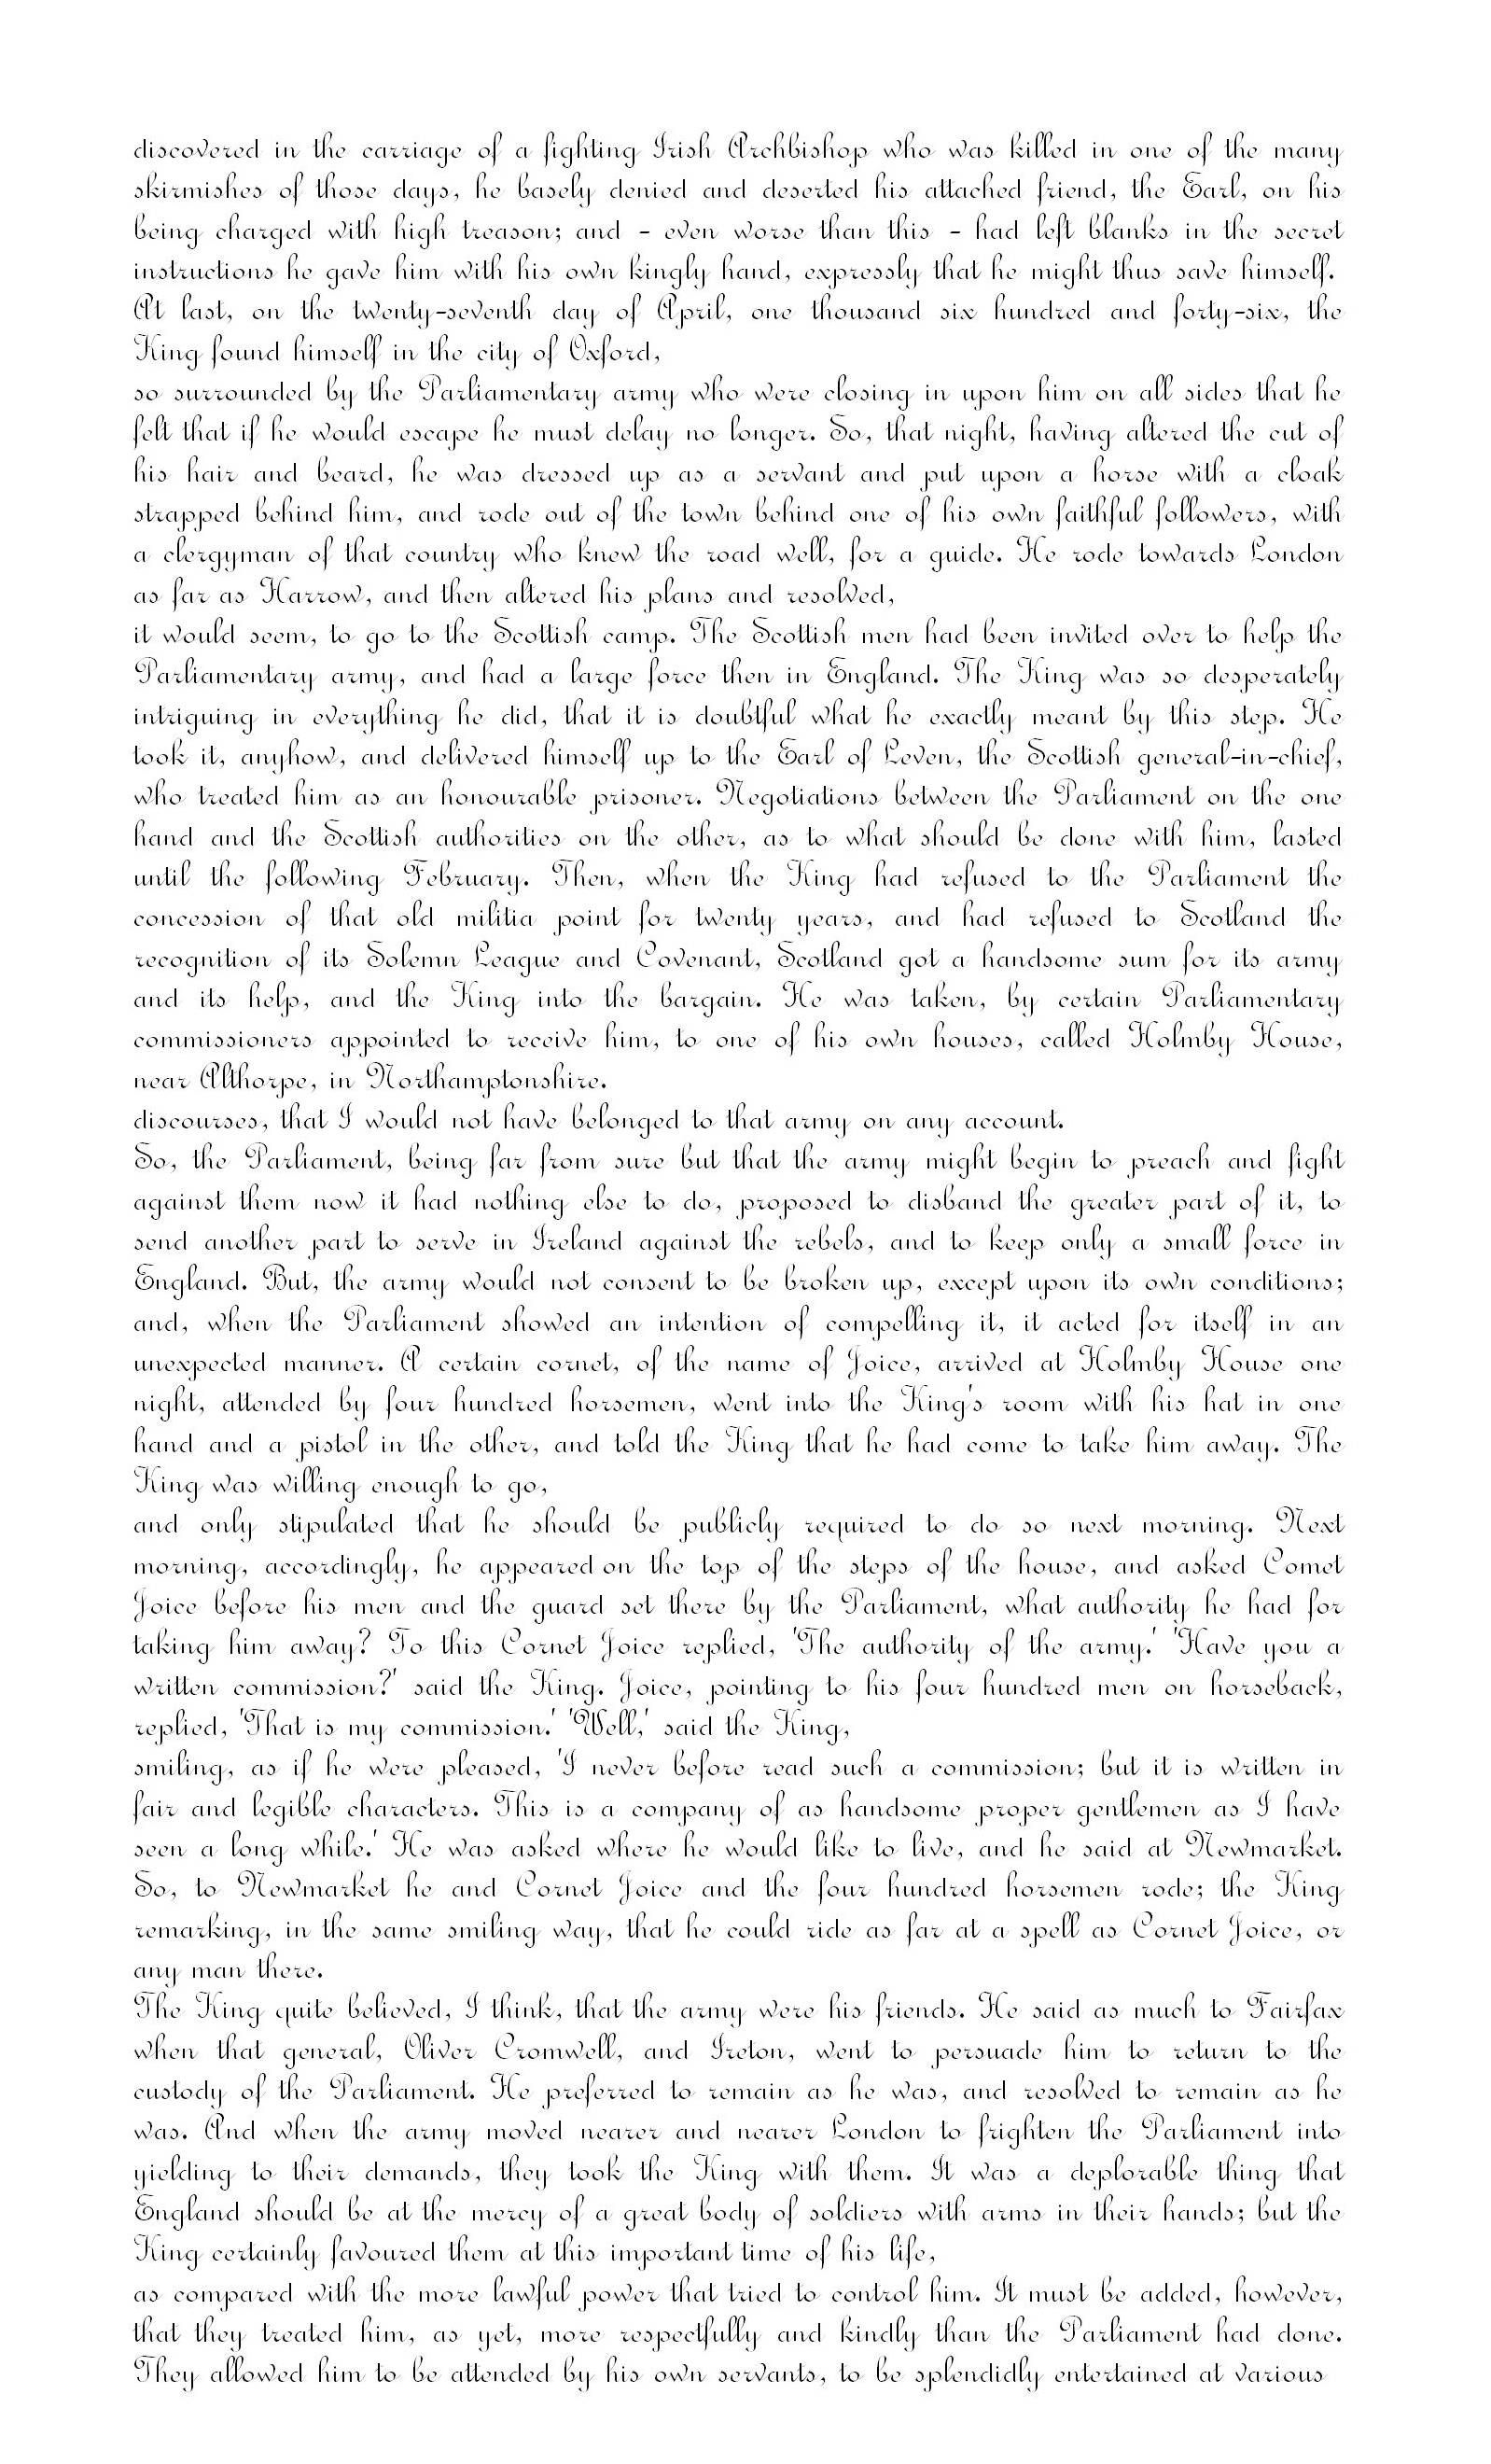 discovered in the carriage of a fighting Irish Archbishop who was killed in one of the many
skirmishes of those days, he basely denied and deserted his attached friend, the Earl, on his
being charged with high treason; and - even worse than this - had left blanks in the secret
instructions he gave him with his own kingly hand, expressly that he might thus save himself.
At last, on the twenty-seventh day of April, one thousand six hundred and forty-six, the
King found himself in the city of Oxford,
so surrounded by the Parliamentary army who were closing in upon him on all sides that he
felt that if he would escape he must delay no longer. So, that night, having altered the cut of
his hair and beard, he was dressed up as a servant and put upon a horse with a cloak
strapped behind him, and rode out of the town behind one of his own faithful followers, with
a clergyman of that country who knew the road well, for a guide. He rode towards London
as far as Harrow, and then altered his plans and resolved,
it would seem, to go to the Scottish camp. The Scottish men had been invited over to help the
Parliamentary army, and had a large force then in England. The King was so desperately
intriguing in everything he did, that it is doubtful what he exactly meant by this step. He
took it, anyhow, and delivered himself up to the Earl of Leven, the Scottish general-in-chief,
who treated him as an honourable prisoner. Negotiations between the Parliament on the one
hand and the Scottish authorities on the other, as to what should be done with him, lasted
until the following February. Then, when the King had refused to the Parliament the
concession of that old militia point for twenty years, and had refused to Scotland the
recognition of its Solemn League and Covenant, Scotland got a handsome sum for its army
and its help, and the King into the bargain. He was taken, by certain Parliamentary
commissioners appointed to receive him, to one of his own houses, called Holmby House,
near Althorpe, in Northamptonshire.
discourses, that I would not have belonged to that army on any account.
So, the Parliament, being far from sure but that the army might begin to preach and fight
against them now it had nothing else to do, proposed to disband the greater part of it, to
send another part to serve in Ireland against the rebels, and to keep only a small force in
England. But, the army would not consent to be broken up, except upon its own conditions;
and, when the Parliament showed an intention of compelling it, it acted for itself in an
unexpected manner. A certain cornet, of the name of Joice, arrived at Holmby House one
night, attended by four hundred horsemen, went into the King's room with his hat in one
hand and a pistol in the other, and told the King that he had come to take him away. The
King was willing enough to go,
and only stipulated that he should be publicly required to do so next morning. Next
morning, accordingly, he appeared on the top of the steps of the house, and asked Comet
Joice before his men and the guard set there by the Parliament, what authority he had for
taking him away? To this Cornet Joice replied, 'The authority of the army.' 'Have you a
written commission?' said the King. Joice, pointing to his four hundred men on horseback,
replied, 'That is my commission.' 'Well,' said the King,
smiling, as if he were pleased, 'I never before read such a commission; but it is written in
fair and legible characters. This is a company of as handsome proper gentlemen as I have
seen a long while.' He was asked where he would like to live, and he said at Newmarket.
So, to Newmarket he and Cornet Joice and the four hundred horsemen rode; the King
remarking, in the same smiling way, that he could ride as far at a spell as Cornet Joice, or
any man there.
The King quite believed, I think, that the army were his friends. He said as much to Fairfax
when that general, Oliver Cromwell, and Ireton, went to persuade him to return to the
custody of the Parliament. He preferred to remain as he was, and resolved to remain as he
was. And when the army moved nearer and nearer London to frighten the Parliament into
yielding to their demands, they took the King with them. It was a deplorable thing that
England should be at the mercy of a great body of soldiers with arms in their hands; but the
King certainly favoured them at this important time of his life,
as compared with the more lawful power that tried to control him. It must be added, however,
that they treated him, as yet, more respectfully and kindly than the Parliament had done.
They allowed him to be attended by his own servants, to be splendidly entertained at various